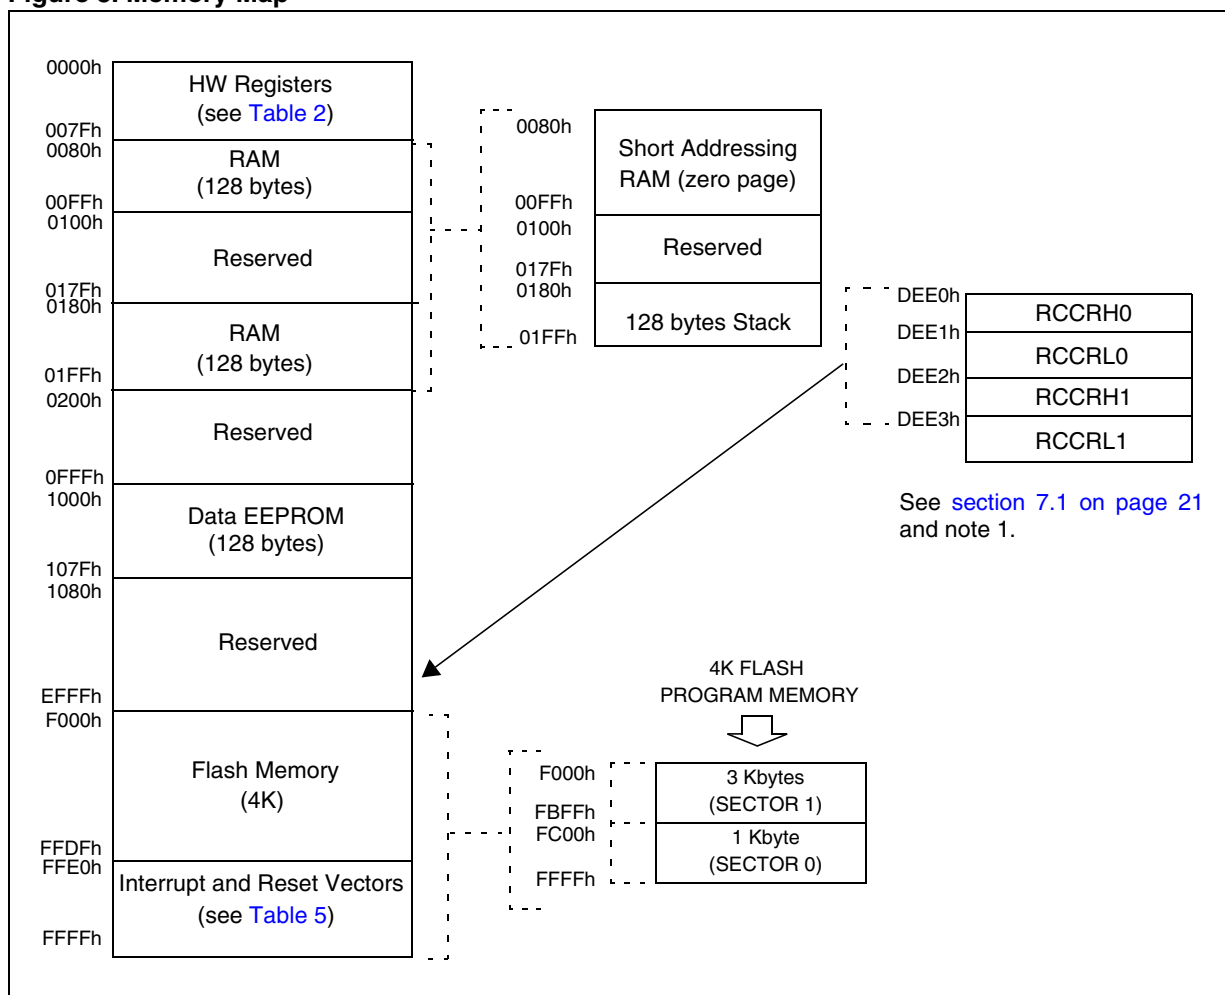 0000h
HW Registers
(see Table 2)
007Fh
0080h
RAM
(128 bytes)
00FFh
0100h
Reserved
017Fh
0180h
RAM
(128 bytes)
01FFh
0200h
Reserved
0FFFh
1000h
Data EEPROM
(128 bytes)
107Fh
1080h
Reserved
EFFFh
F000h
Flash Memory
(4K)
FFDFh
FFE0h
Interrupt and Reset Vectors
(see Table 5)
FFFFh
0080h
Short Addressing
RAM (zero page)
00FFh
0100h
Reserved
017Fh
0180h
128 bytes Stack
01FFh
DEE0h
RCCRH0
DEE1h
RCCRL0
DEE2h
RCCRH1
DEE3h
RCCRL1
See section 7.1 on page 21
and note 1.
4K FLASH
PROGRAM MEMORY
F000h
3 Kbytes
(SECTOR 1)
FBFFh
FC00h
1 Kbyte
(SECTOR 0)
FFFFh